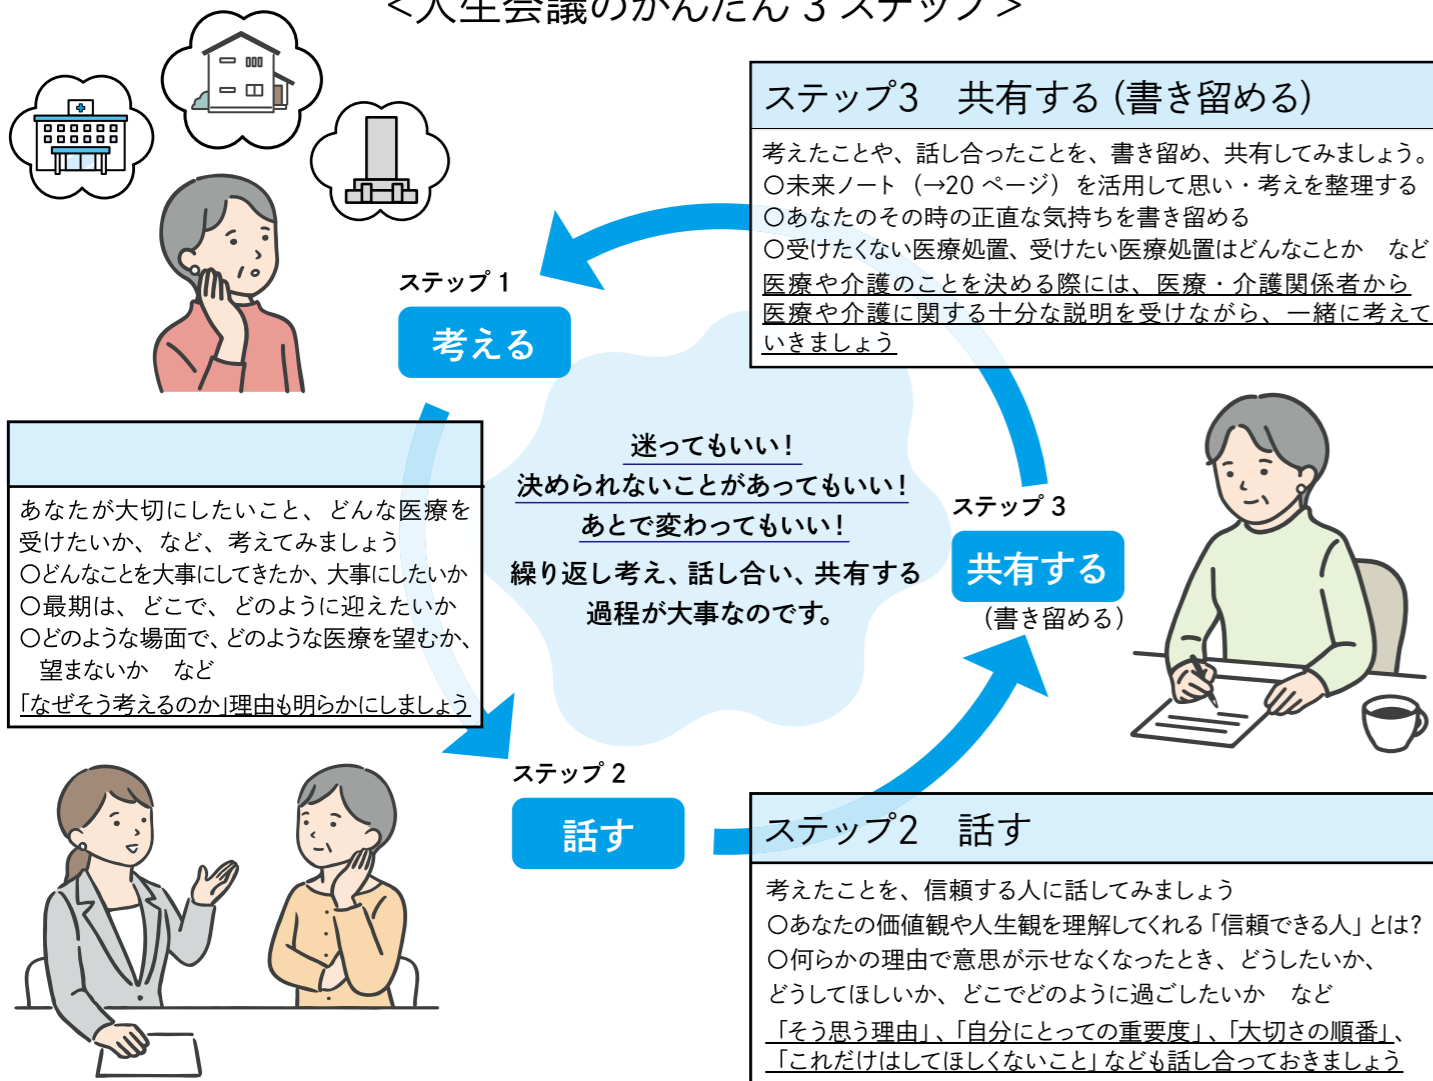 <人生会議のかんたん 3 ステップ>
ステップ 1
考える
あなたが大切にしたいこと、どんな医療を
受けたいか、など、考えてみましょう
〇どんなことを大事にしてきたか、大事にしたいか
〇最期は、どこで、どのように迎えたいか
〇どのような場面で、どのような医療を望むか、
望まないか　など
「なぜそう考えるのか」理由も明らかにしましょう
迷ってもいい！
決められないことがあってもいい！
あとで変わってもいい！
繰り返し考え、話し合い、共有する
過程が大事なのです。
ステップ 2
話す
ステップ2　話す
考えたことを、信頼する人に話してみましょう
〇あなたの価値観や人生観を理解してくれる「信頼できる人」とは?
〇何らかの理由で意思が示せなくなったとき、どうしたいか、
どうしてほしいか、どこでどのように過ごしたいか　など
「そう思う理由」、「自分にとっての重要度」、「大切さの順番」、
「これだけはしてほしくないこと」なども話し合っておきましょう
ステップ 3
共有する
（書き留める）
ステップ3　共有する（書き留める）
考えたことや、話し合ったことを、書き留め、共有してみましょう。
〇未来ノート（→20 ページ）を活用して思い・考えを整理する
〇あなたのその時の正直な気持ちを書き留める
〇受けたくない医療処置、受けたい医療処置はどんなことか　など
医療や介護のことを決める際には、医療・介護関係者から
医療や介護に関する十分な説明を受けながら、一緒に考えて
いきましょう